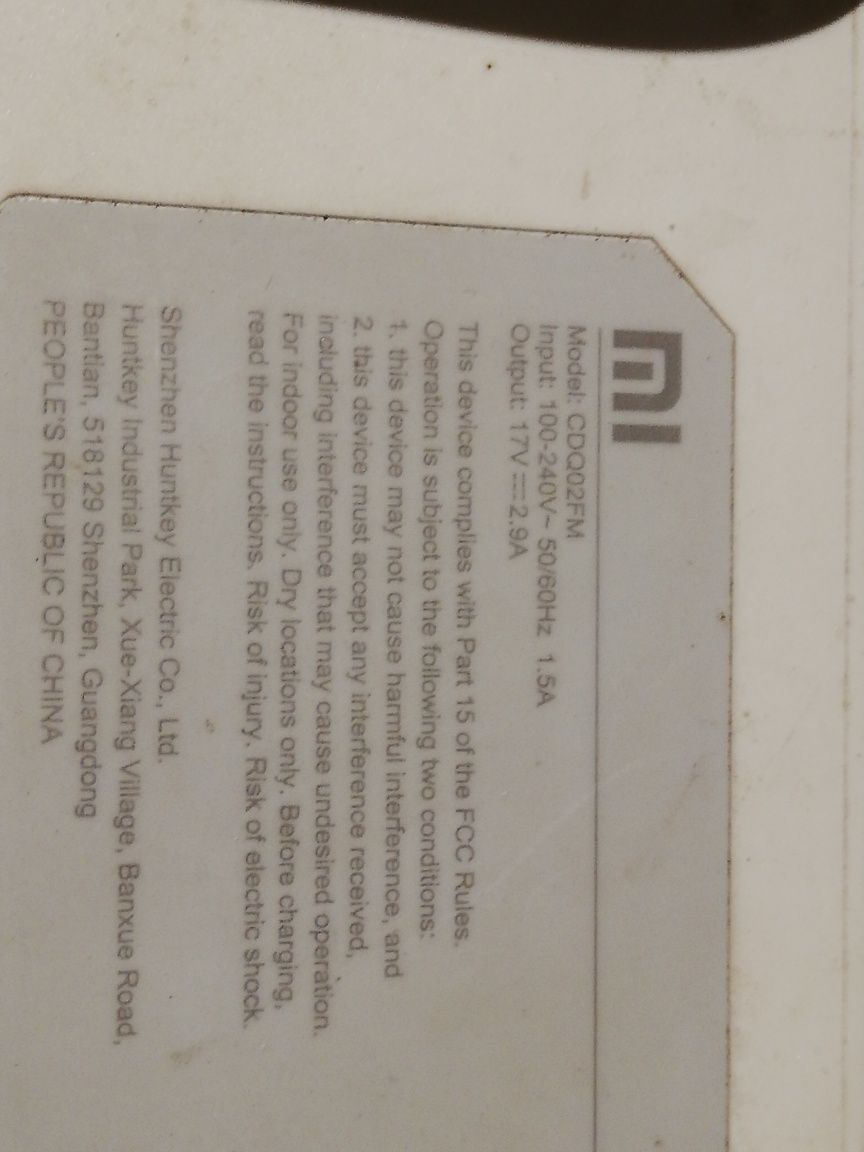 mi
Model: CDQ02FM
Input: 100-240V~ 50/60Hz 1.5A
Output: 17V⎓2.9A
This device complies with Part 15 of the FCC Rules.
Operation is subject to the following two conditions:
1. this device may not cause harmful interference, and
2. this device must accept any interference received,
including interference that may cause undesired operation.
For indoor use only. Dry locations only. Before charging,
read the instructions. Risk of injury. Risk of electric shock.
Shenzhen Huntkey Electric Co., Ltd.
Huntkey Industrial Park, Xue-Xiang Village, Banxue Road,
Bantian, 518129 Shenzhen, Guangdong
PEOPLE'S REPUBLIC OF CHINA